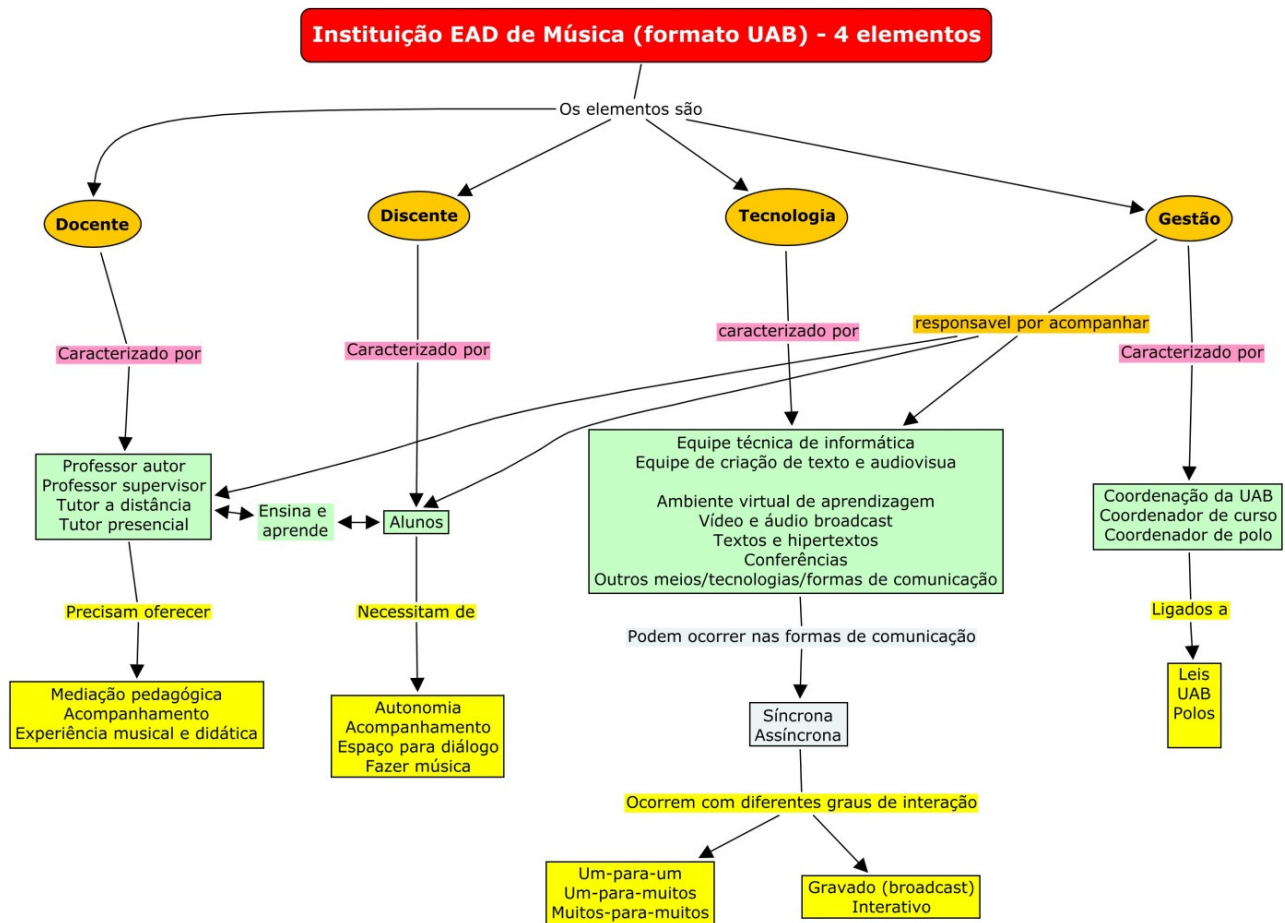 Instituição EAD de Música (formato UAB) - 4 elementos
Os elementos são
Docente
Discente
Tecnologia
Gestão
Caracterizado por
Caracterizado por
caracterizado por
responsavel por acompanhar
Caracterizado por
Professor autor
Professor supervisor
Tutor a distância
Tutor presencial
Ensina e
aprende
Alunos
Equipe técnica de informática
Equipe de criação de texto e audiovisua
Ambiente virtual de aprendizagem
Vídeo e áudio broadcast
Textos e hipertextos
Conferências
Outros meios/tecnologias/formas de comunicação
Coordenação da UAB
Coordenador de curso
Coordenador de polo
Precisam oferecer
Necessitam de
Podem ocorrer nas formas de comunicação
Ligados a
Mediação pedagógica
Acompanhamento
Experiência musical e didática
Autonomia
Acompanhamento
Espaço para diálogo
Fazer música
Síncrona
Assíncrona
Leis
UAB
Polos
Ocorrem com diferentes graus de interação
Um-para-um
Um-para-muitos
Muitos-para-muitos
Gravado (broadcast)
Interativo